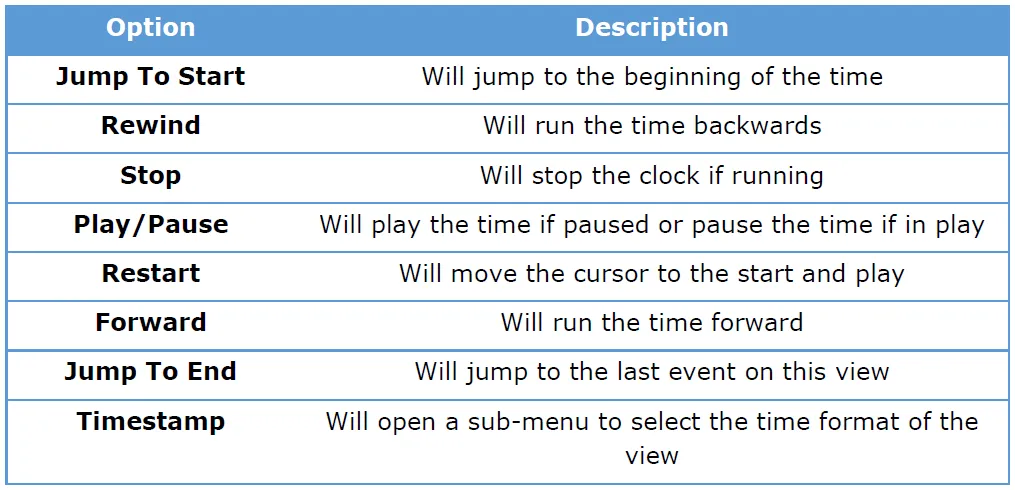 Option Description
Jump To Start Will jump to the beginning of the time
Rewind Will run the time backwards
Stop Will stop the clock if running
Play/Pause Will play the time if paused or pause the time if in play
Restart Will move the cursor to the start and play
Forward Will run the time forward
Jump To End Will jump to the last event on this view
Timestamp Will open a sub-menu to select the time format of the
view